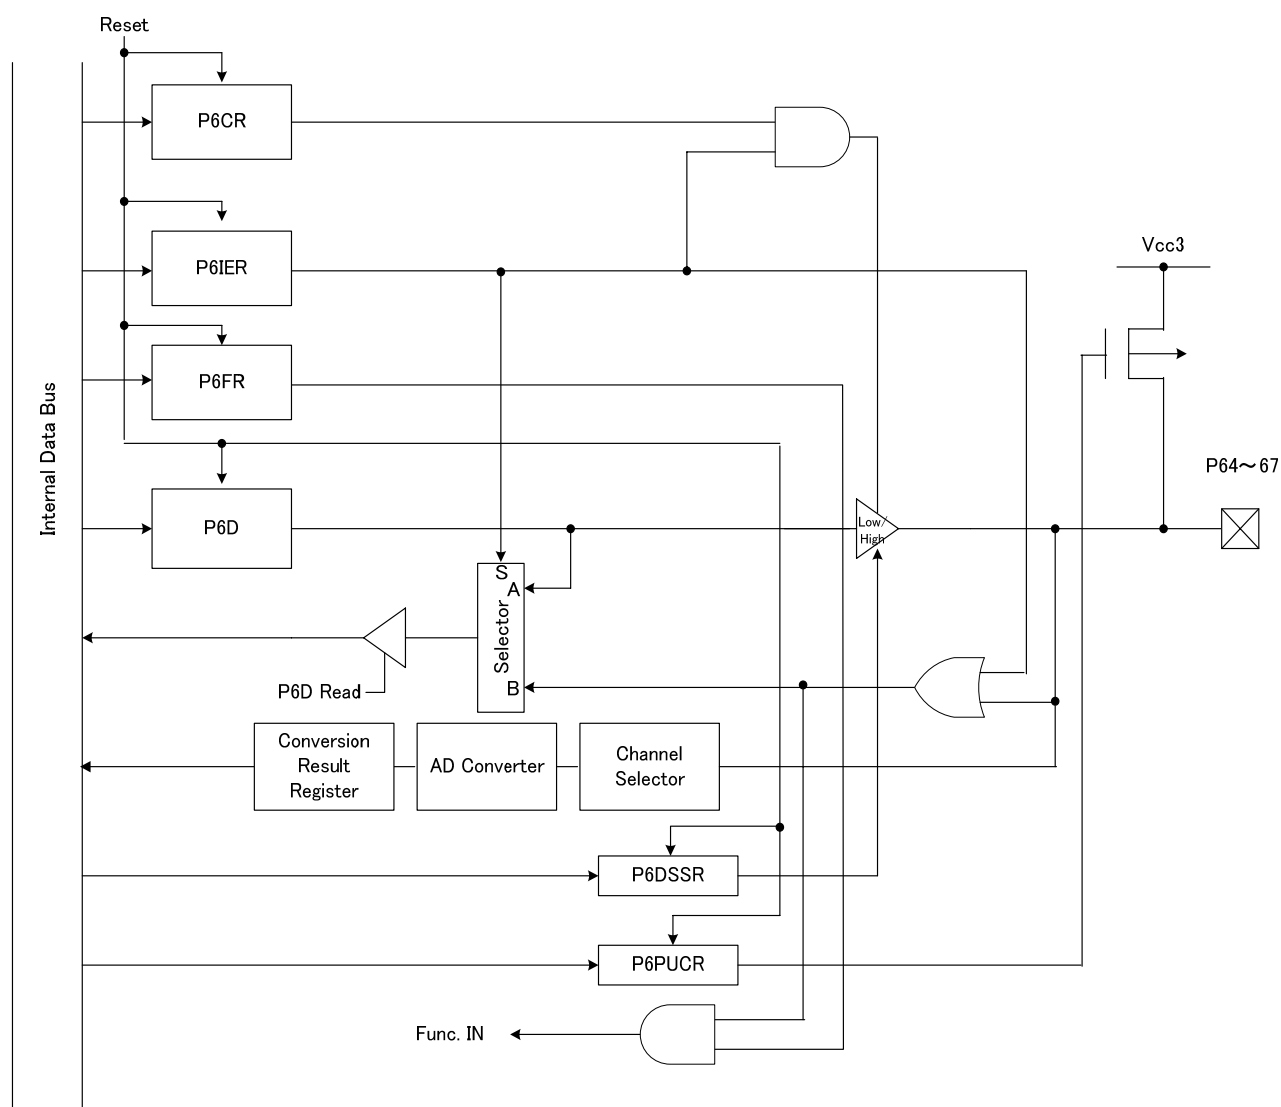 Reset
P6CR
P6IER
Vcc3
P6FR
Internal Data Bus
P64～67
P6D
Low/
High
S
A
Selector
B
P6D Read
Conversion
Result
Register
AD Converter
Channel
Selector
P6DSSR
P6PUCR
Func. IN